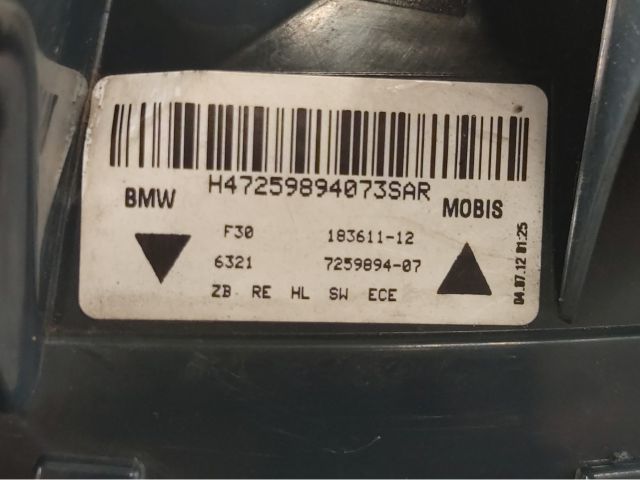 H47259894073SAR
BMW MOBIS
F30 183611-12
6321 7259894-07
ZB RE HL SW ECE
04.07.12 01:25